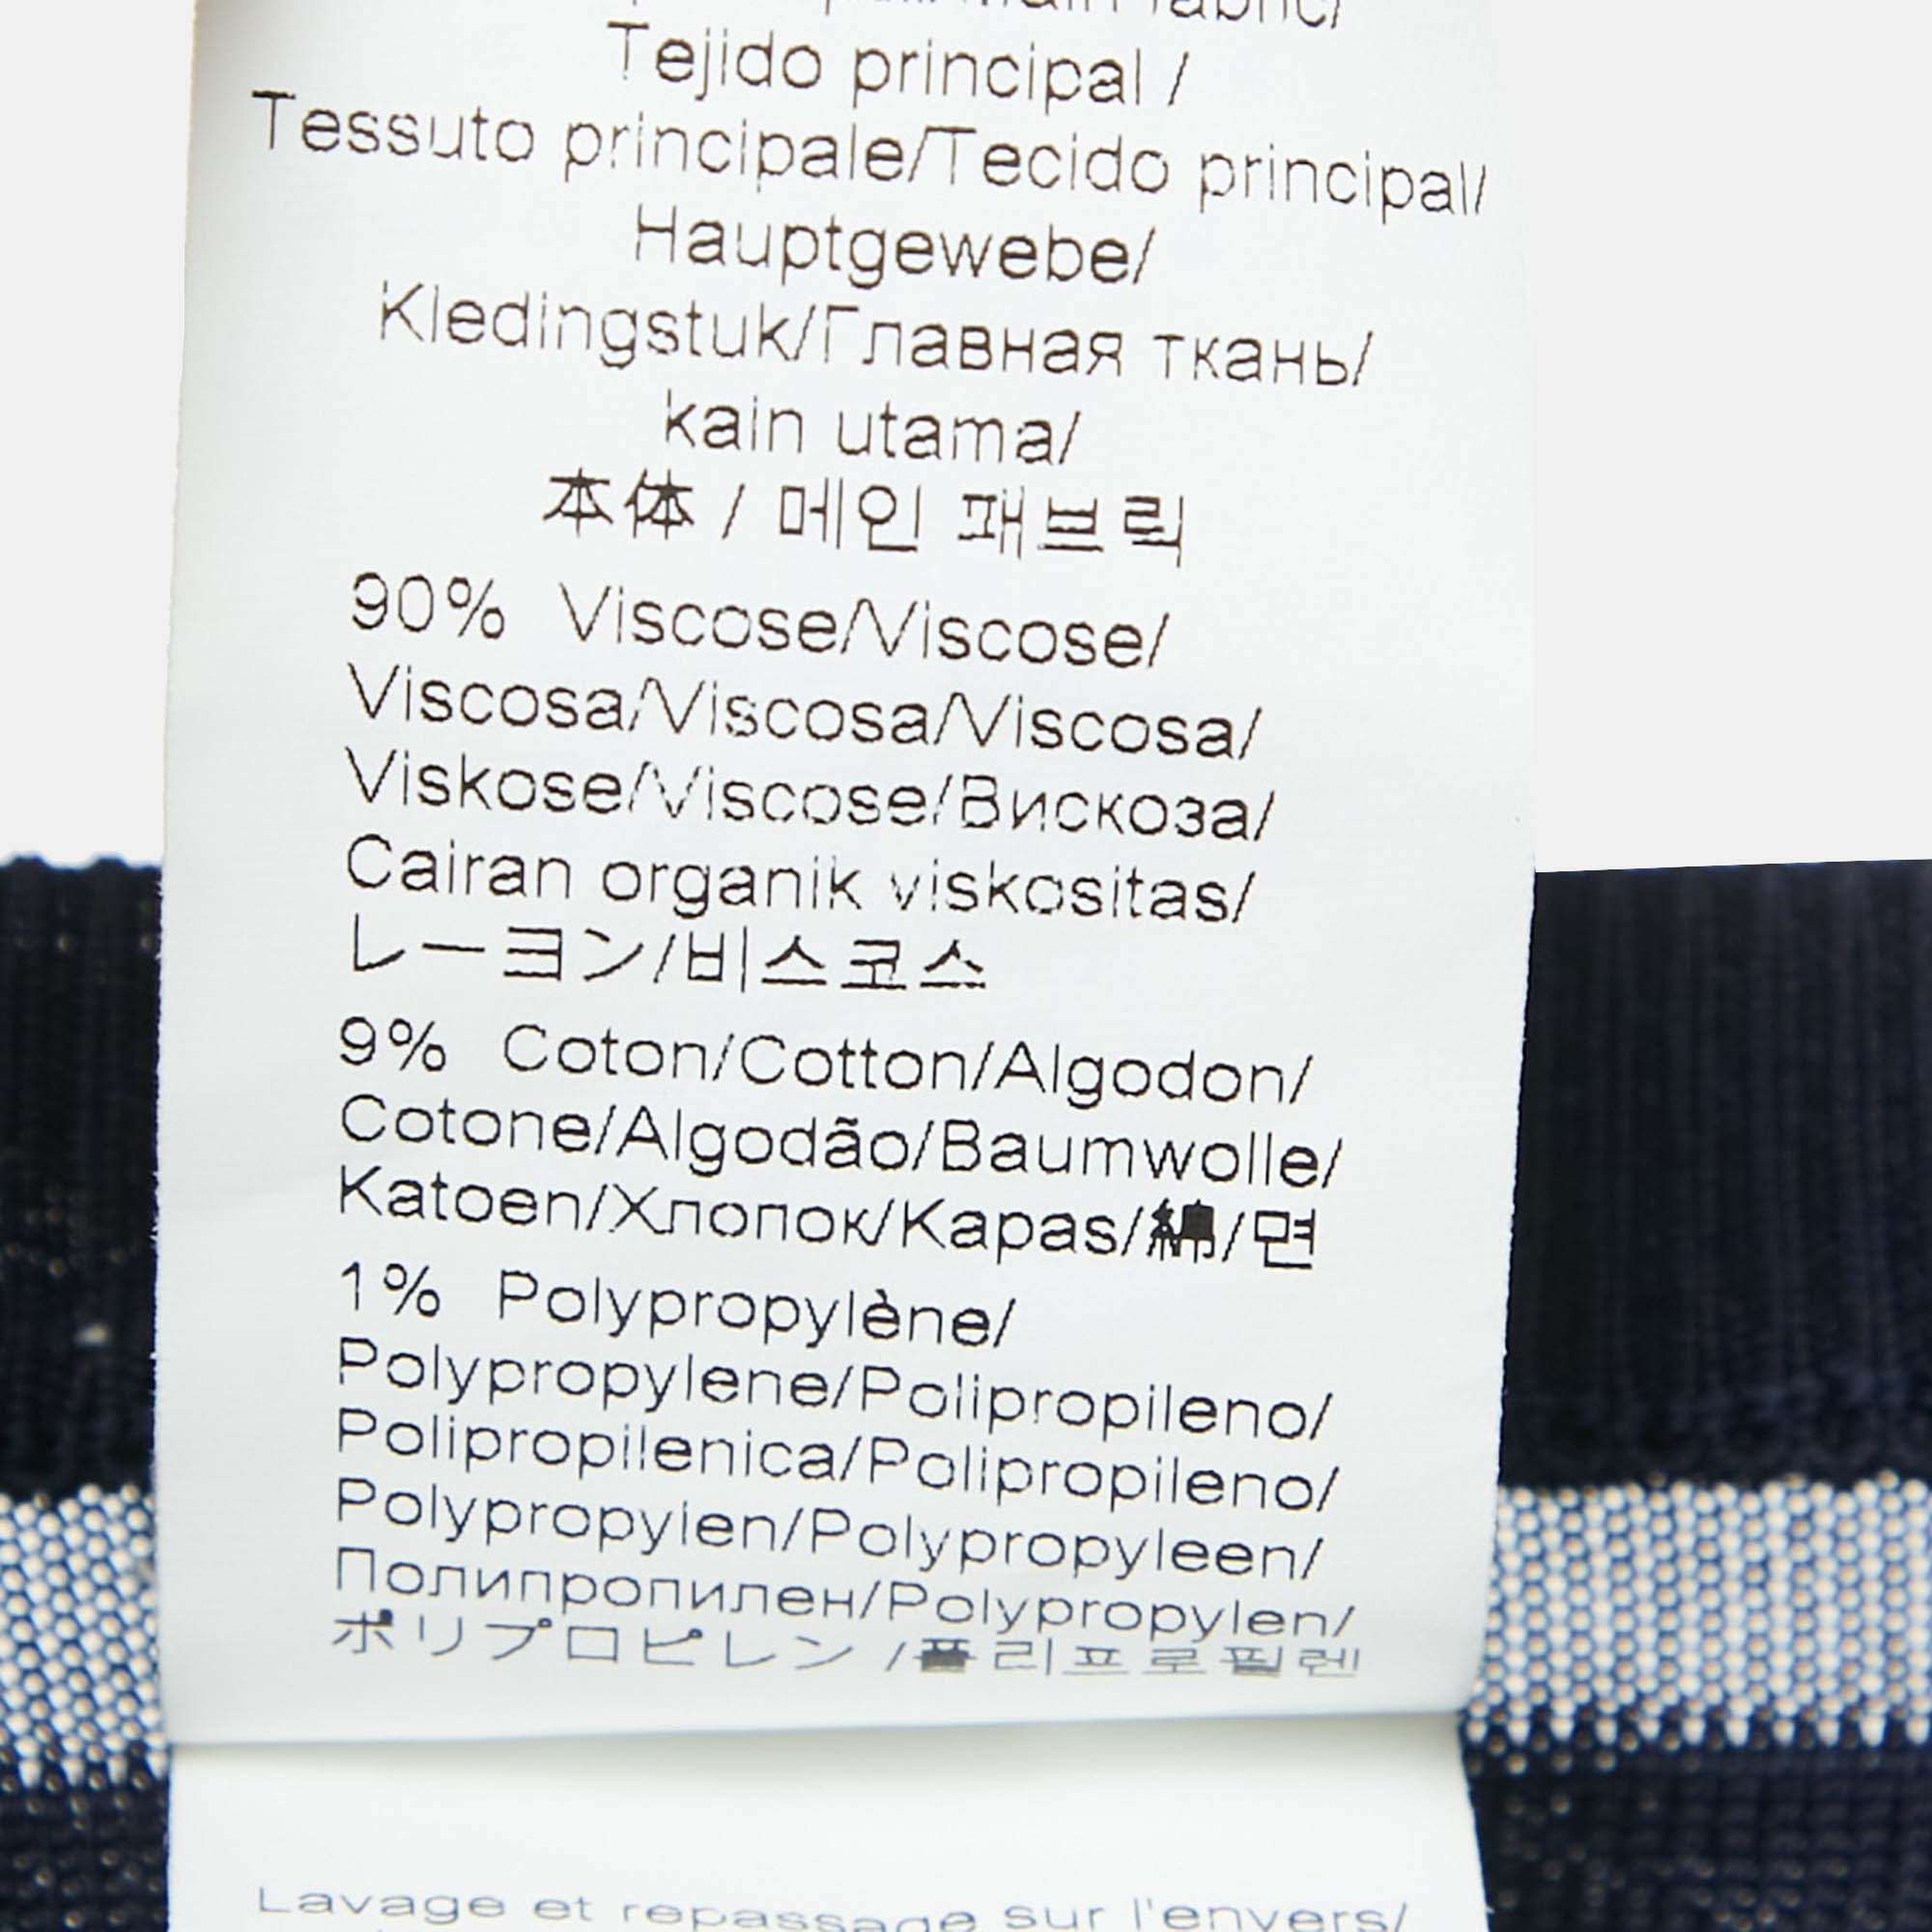 fabric/
Tejido principal /
Tessuto principale/Tecido principal/
Hauptgewebe/
Kledingstuk/Главная ткань/
kain utama/
本体 / 메인 패브릭
90% Viscose/Viscose/
Viscosa/Viscosa/Viscosa/
Viskose/Viscose/Вискоза/
Cairan organik viskositas/
レーヨン/비스코스
9% Coton/Cotton/Algodon/
Cotone/Algodão/Baumwolle/
Katoen/Хлопок/Kapas/綿/면
1% Polypropylène/
Polypropylene/Polipropileno/
Polipropilenica/Polipropileno/
Polypropylen/Polypropyleen/
Полипропилен/Polypropylen/
ポリプロピレン /폴리프로필렌
Lavage et repassage sur l'envers/